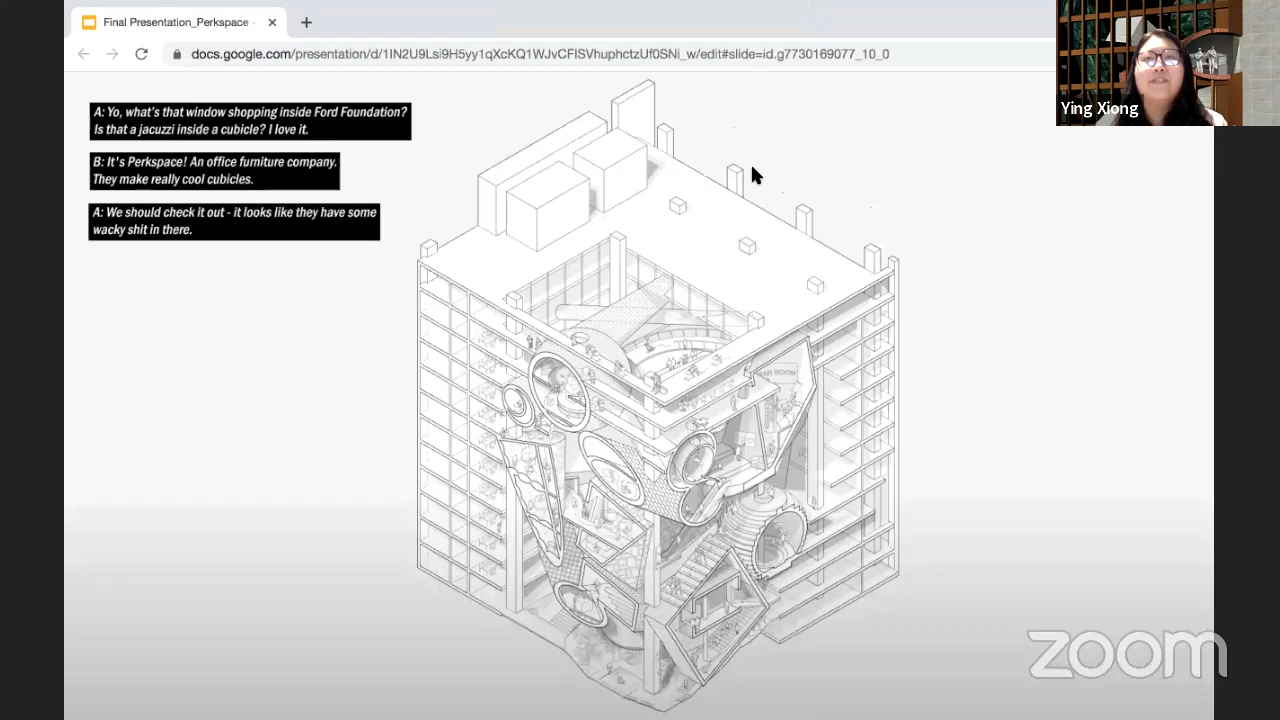 Final Presentation_Perkspace -
docs.google.com/presentation/d/1IN2U9Lsi9H5yy1qXcKQ1WJvCFISVhuphctzUf0SNi_w/edit#slide=id.g7730169077_10_0
Ying Xiong
A: Yo, what's that window shopping inside Ford Foundation?
Is that a jacuzzi inside a cubicle? I love it.
B: It's Perkspace! An office furniture company.
They make really cool cubicles.
A: We should check it out - it looks like they have some
wacky shit in there.
zoom